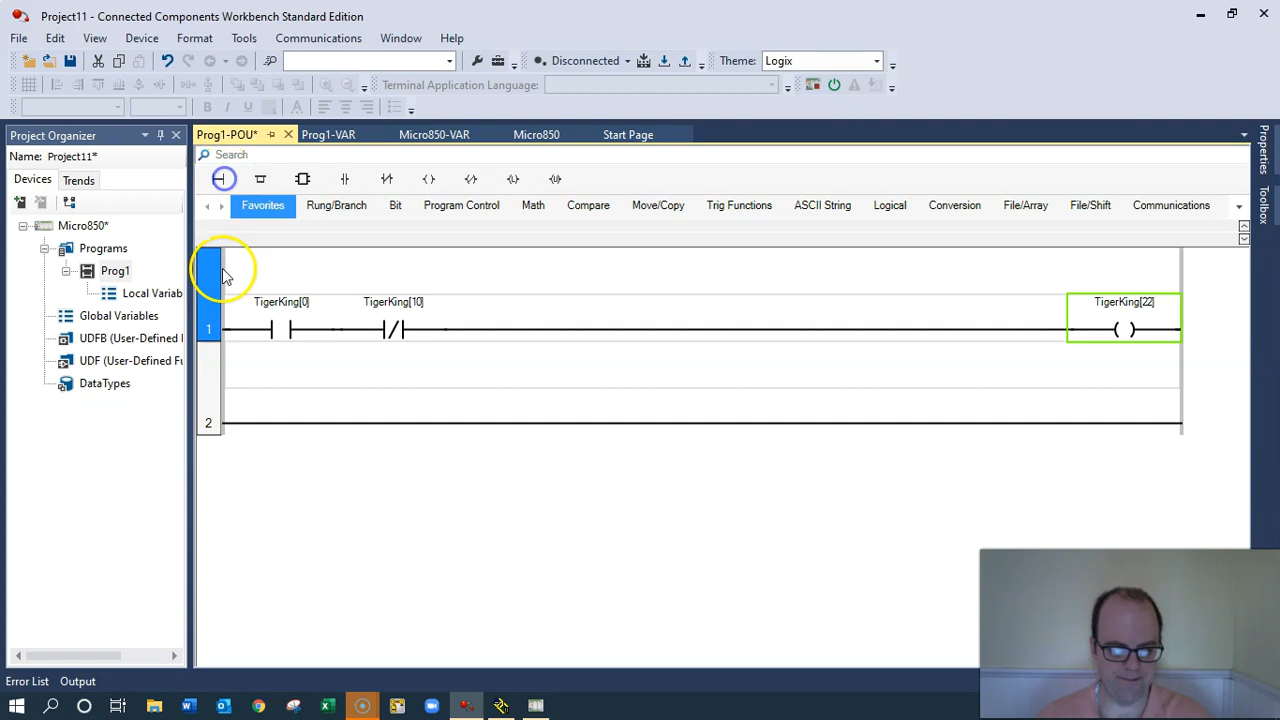 Project11 - Connected Components Workbench Standard Edition
File Edit View Device Format Tools Communications Window Help
Disconnected Theme: Logix
Terminal Application Language:
Project Organizer
Prog1-POU* Prog1-VAR Micro850-VAR Micro850 Start Page
Name: Project11*
Search
Devices Trends
Favorites Rung/Branch Bit Program Control Math Compare Move/Copy Trig Functions ASCII String Logical Conversion File/Array File/Shift Communications
Micro850*
Programs
Prog1
Local Variab
Global Variables
UDFB (User-Defined
UDF (User-Defined Fu
DataTypes
TigerKing[0] TigerKing[10] TigerKing[22]
1
2
Properties
Toolbox
Error List Output